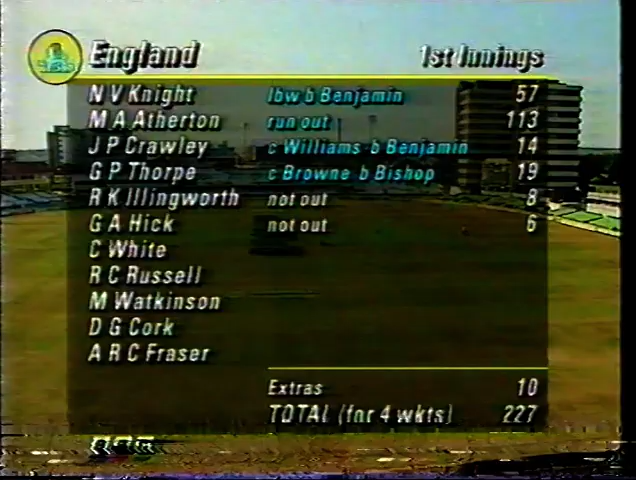 England 1st Innings
N V Knight lbw b Benjamin 57
M A Atherton run out 113
J P Crawley c Williams b Benjamin 14
G P Thorpe c Browne b Bishop 19
R K Illingworth not out 8
G A Hick not out 6
C White
R C Russell
M Watkinson
D G Cork
A R C Fraser
Extras 10
TOTAL (for 4 wkts) 227